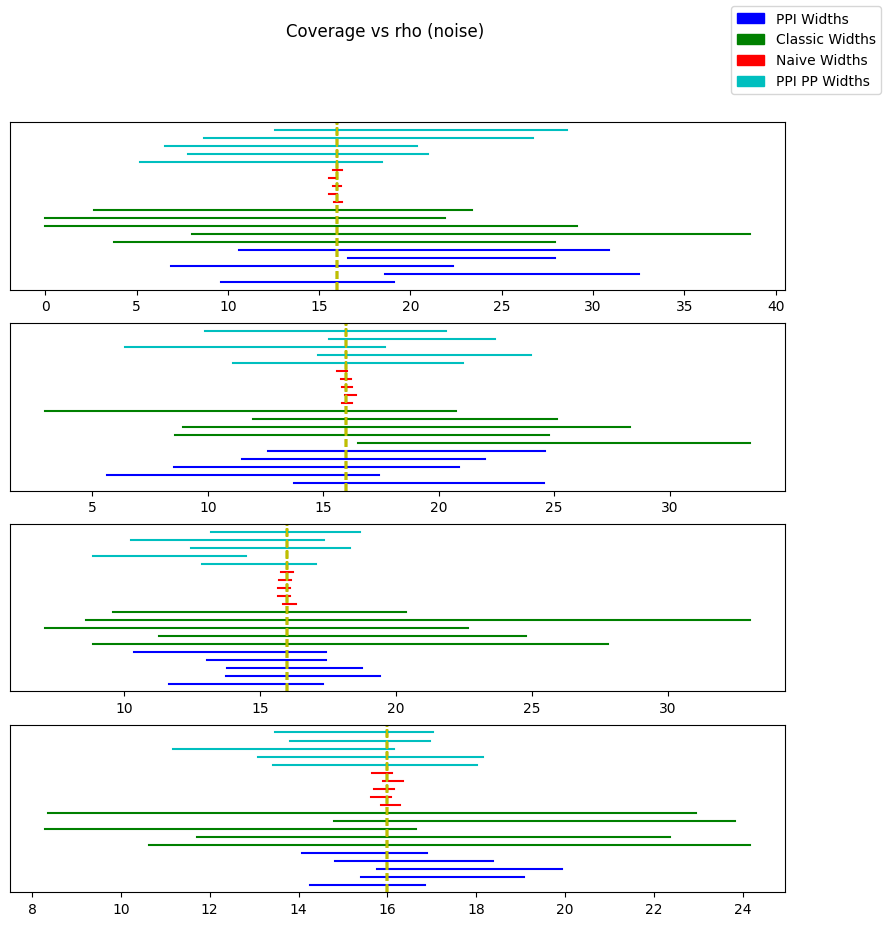 Coverage vs rho (noise)
PPI Widths
Classic Widths
Naive Widths
PPI PP Widths
0 5 10 15 20 25 30 35 40
5 10 15 20 25 30
10 15 20 25 30
8 10 12 14 16 18 20 22 24